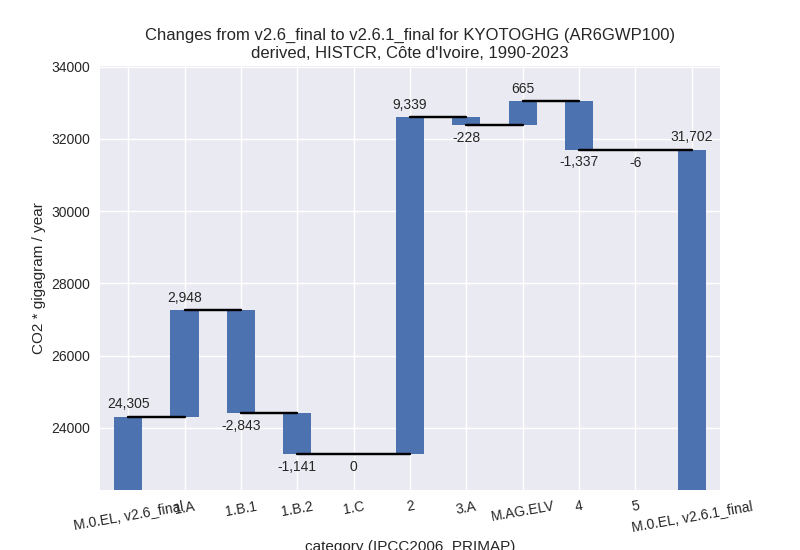 Changes from v2.6_final to v2.6.1_final for KYOTOGHG (AR6GWP100)
derived, HISTCR, Côte d'Ivoire, 1990-2023
34000
32000
30000
28000
26000
24000
CO2 * gigagram / year
24,305
2,948
-2,843
-1,141
0
9,339
-228
665
-1,337
-6
31,702
M.0.EL, v2.6_final
1.A
1.B.1
1.B.2
1.C
2
3.A
M.AG.ELV
4
5
M.0.EL, v2.6.1_final
category (IPCC2006_PRIMAP)